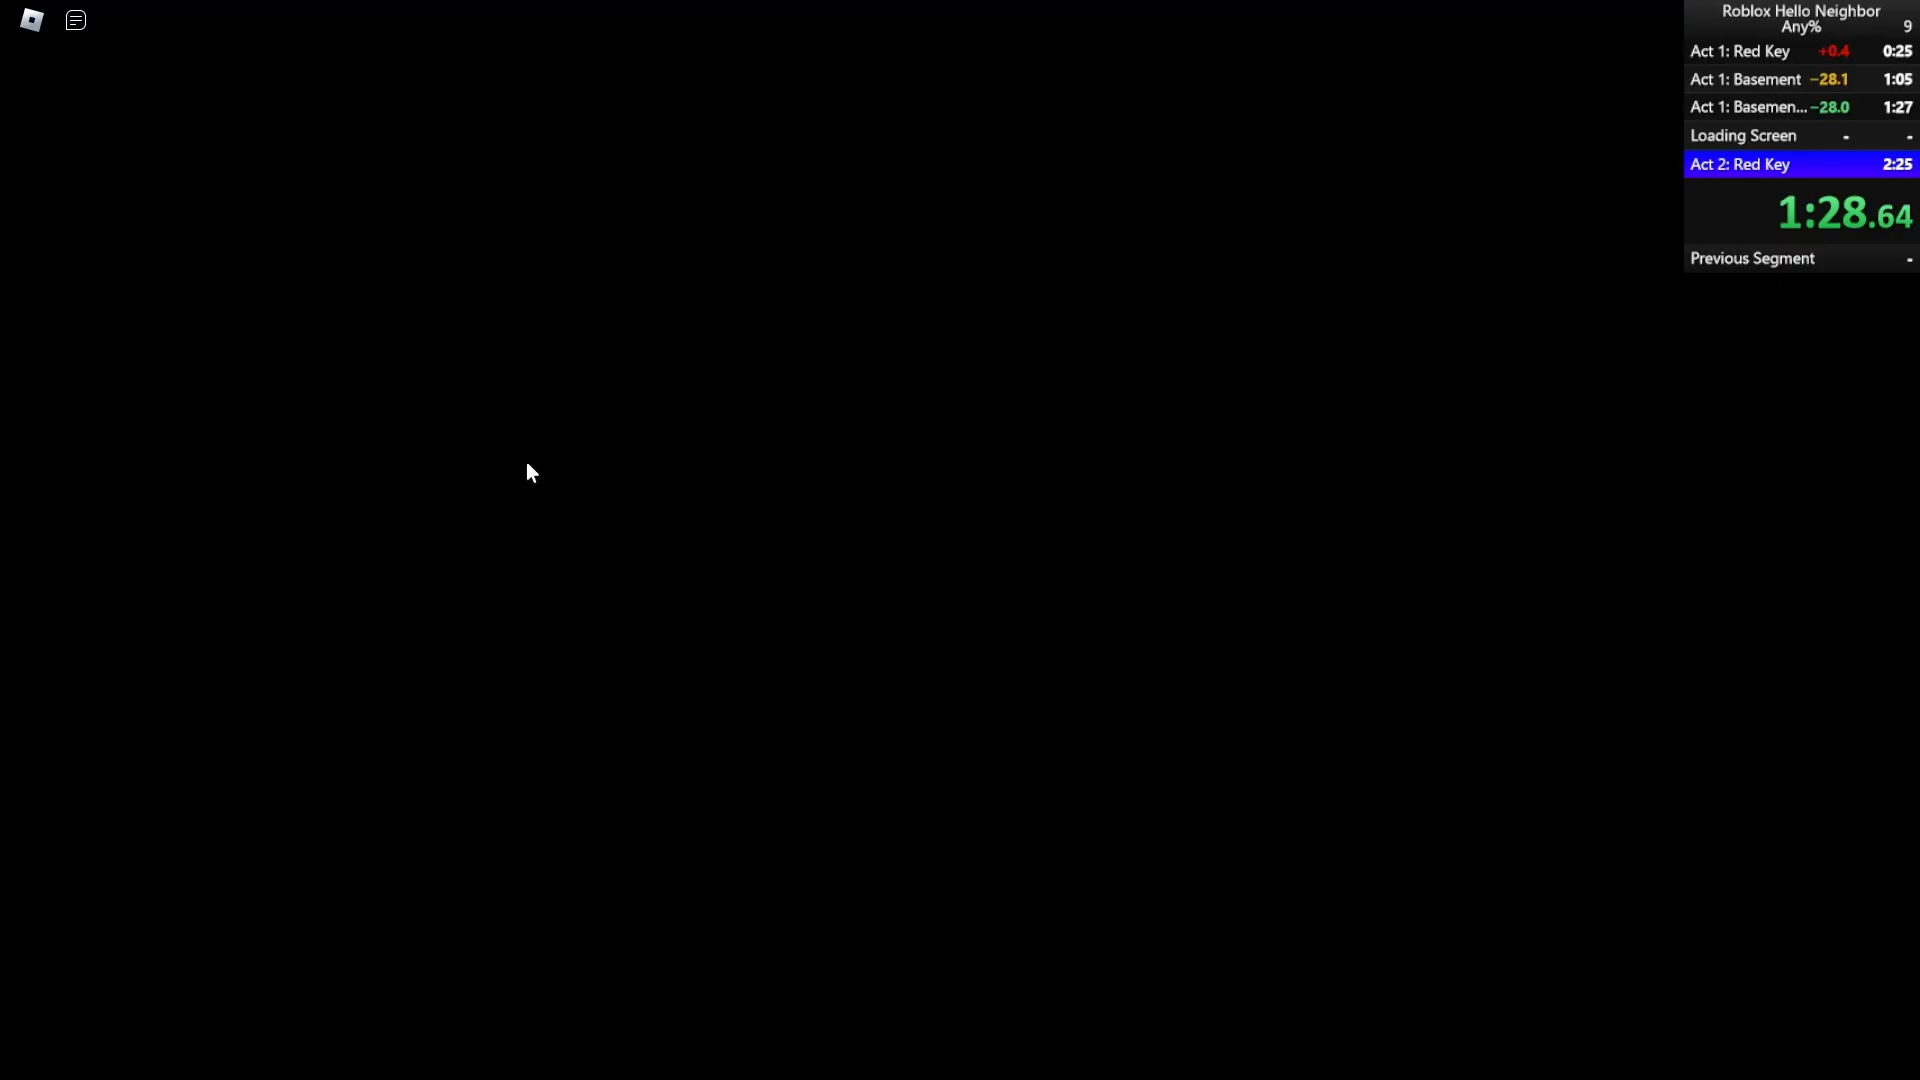 Roblox Hello Neighbor
Any% 9
Act 1: Red Key +0.4 0:25
Act 1: Basement −28.1 1:05
Act 1: Basemen... −28.0 1:27
Loading Screen - -
Act 2: Red Key 2:25
1:28.64
Previous Segment -